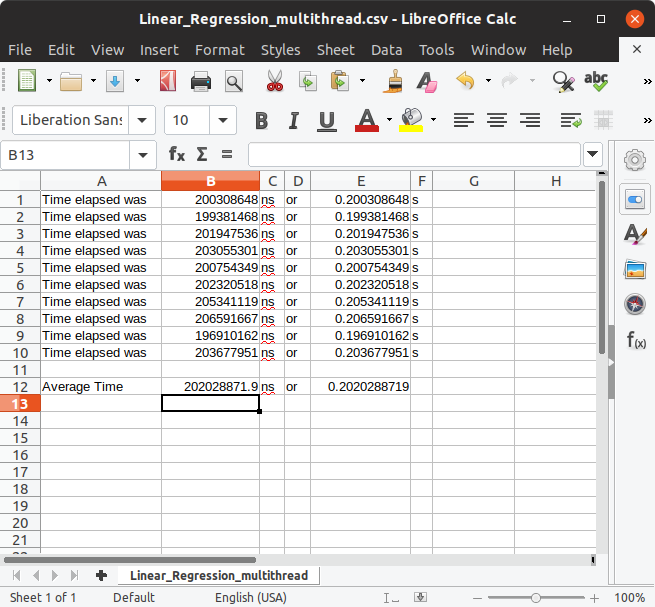 Linear_Regression_multithread.csv - LibreOffice Calc
File Edit View Insert Format Styles Sheet Data Tools Window Help
abc
»
Liberation Sans 10 B I U A »
B13 fx Σ =
A B C D E F G H
1 Time elapsed was 200308648 ns or 0.200308648 s
2 Time elapsed was 199381468 ns or 0.199381468 s
3 Time elapsed was 201947536 ns or 0.201947536 s
4 Time elapsed was 203055301 ns or 0.203055301 s
5 Time elapsed was 200754349 ns or 0.200754349 s
6 Time elapsed was 202320518 ns or 0.202320518 s
7 Time elapsed was 205341119 ns or 0.205341119 s
8 Time elapsed was 206591667 ns or 0.206591667 s
9 Time elapsed was 196910162 ns or 0.196910162 s
10 Time elapsed was 203677951 ns or 0.203677951 s
11
12 Average Time 202028871.9 ns or 0.2020288719
13
14
15
16
17
18
19
20
21
22
f(x)
Linear_Regression_multithread
Sheet 1 of 1 Default English (USA) 100%